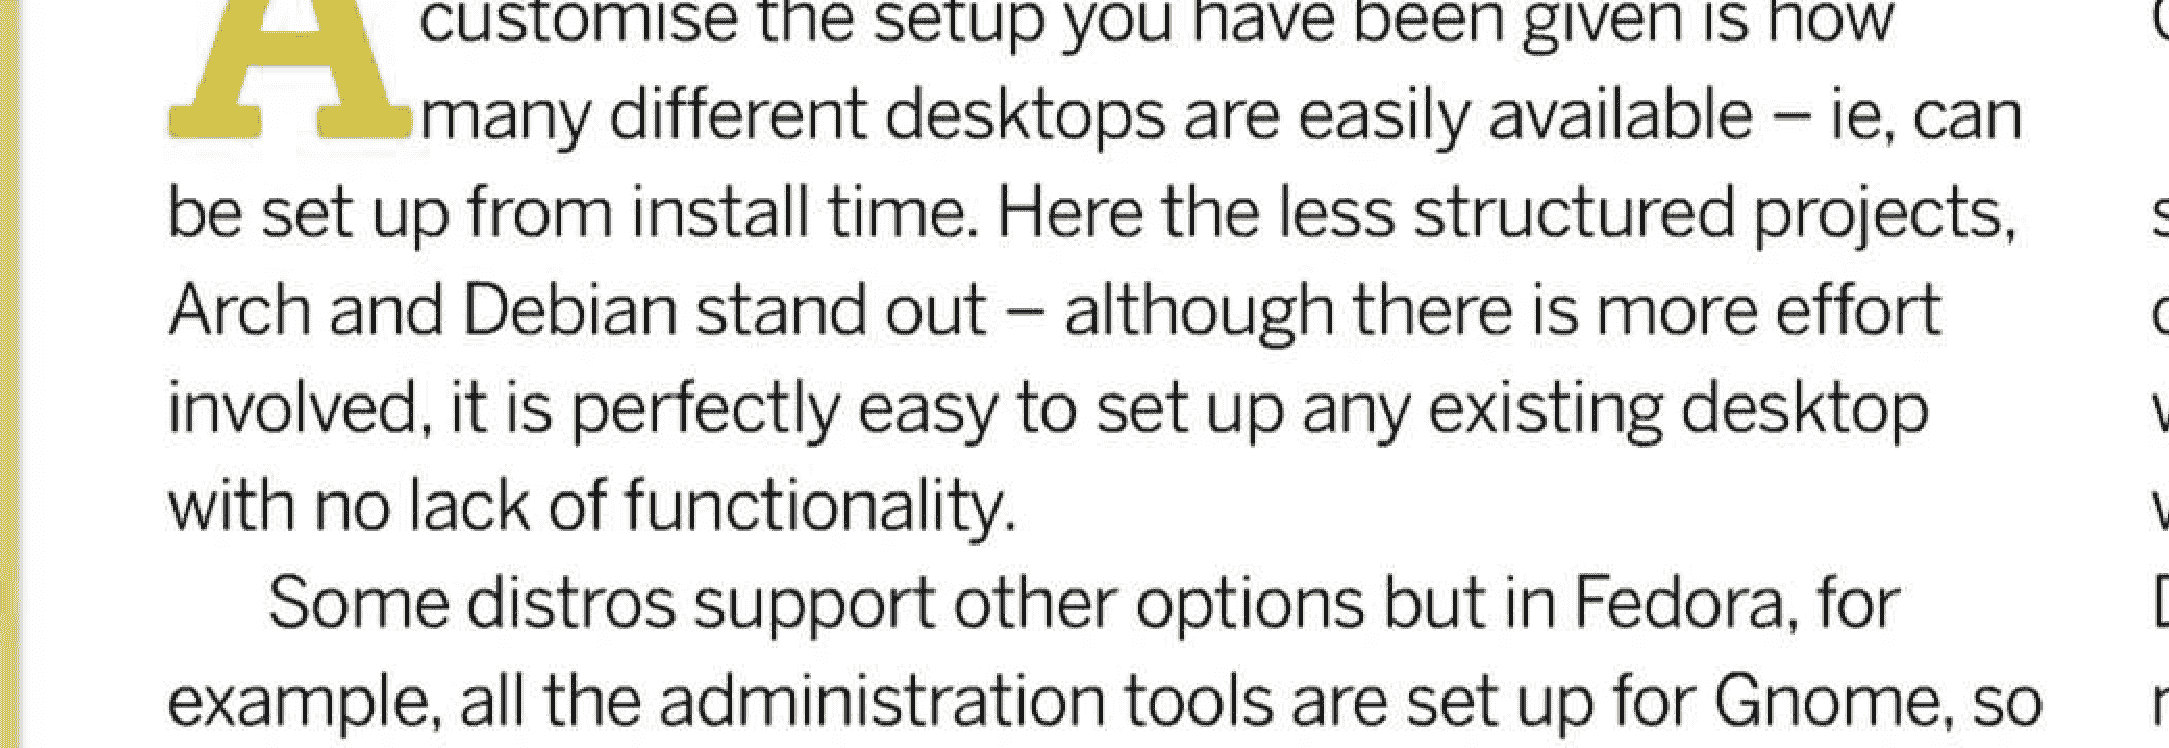 A customise the setup you have been given is how
many different desktops are easily available – ie, can
be set up from install time. Here the less structured projects,
Arch and Debian stand out – although there is more effort
involved, it is perfectly easy to set up any existing desktop
with no lack of functionality.
Some distros support other options but in Fedora, for
example, all the administration tools are set up for Gnome, so